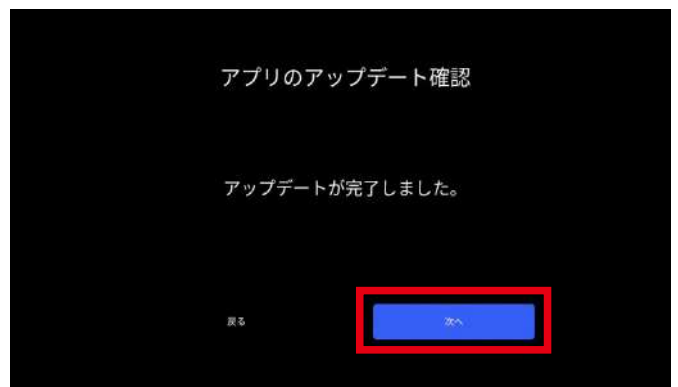 アプリのアップデート確認
アップデートが完了しました。
戻る
次へ